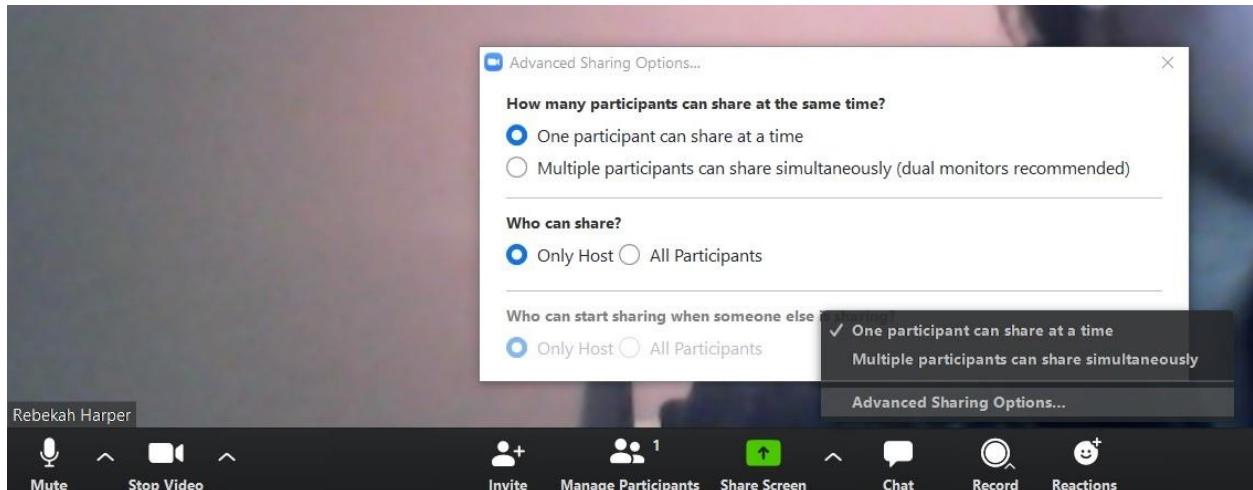 Advanced Sharing Options...
How many participants can share at the same time?
One participant can share at a time
Multiple participants can share simultaneously (dual monitors recommended)
Who can share?
Only Host All Participants
Who can start sharing when someone else is sharing?
Only Host All Participants
One participant can share at a time
Multiple participants can share simultaneously
Advanced Sharing Options...
Rebekah Harper
1
Mute Stop Video Invite Manage Participants Share Screen Chat Record Reactions